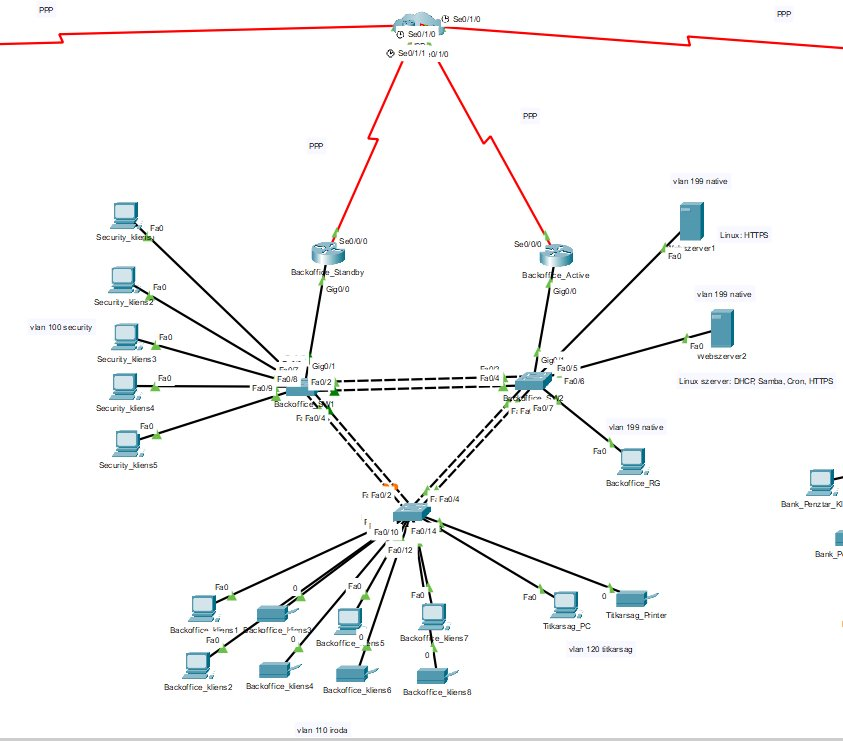 PPP
PPP
Se0/1/0
Se0/1/0
Se0/1/1
PPP
PPP
vlan 199 native
Linux: HTTPS
Fa0
Se0/0/0
Backoffice_Standby
Gig0/0
Se0/0/0
Backoffice_Active
Gig0/0
Fa0
Fa0
Security_kliens2
vlan 199 native
Fa0
Webszerver2
vlan 100 security
Fa0
Security_kliens3
Fa0
Security_kliens4
Fa0
Security_kliens5
Fa0/8
Fa0/9
Gig0/1
Fa0/2
Fa0/4
Fa0/4
Fa0/5
Fa0/6
Fa0/7
Linux szerver: DHCP, Samba, Cron, HTTPS
vlan 199 native
Fa0
Backoffice_RG
Fa0/2
Fa0/4
Fa0/10
Fa0/14
Fa0/12
Fa0
Backoffice_kliens1
0
Fa0
Fa0
Backoffice_kliens7
Fa0
Backoffice_kliens2
0
Backoffice_kliens4
0
Backoffice_kliens6
0
Backoffice_kliens8
Fa0
Titkarsag_PC
0
Titkarsag_Printer
vlan 120 titkarsag
vlan 110 iroda